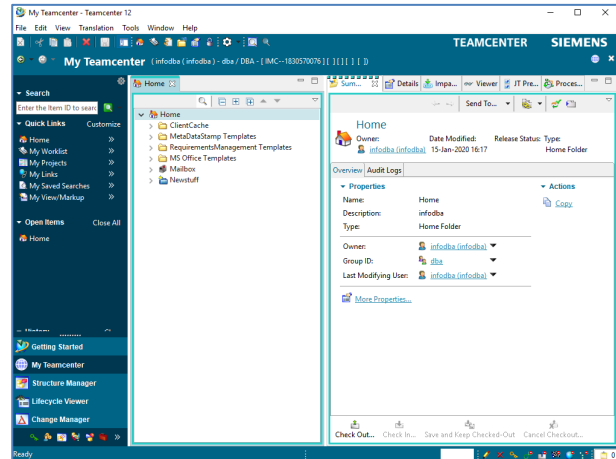 My Teamcenter - Teamcenter 12
File Edit View Translation Tools Window Help
TEAMCENTER SIEMENS
My Teamcenter ( infodba ( infodba ) - dba / DBA - [ IMC--1830570076 ] [ ] [ ] [ ] [ ])
Search
Enter the Item ID to searc
Quick Links Customize
Home
My Worklist
My Projects
My Links
My Saved Searches
My View/Markup
Open Items Close All
Home
Getting Started
My Teamcenter
Structure Manager
Lifecycle Viewer
Change Manager
Ready
Home
Home
ClientCache
MetaDataStamp Templates
RequirementsManagement Templates
MS Office Templates
Mailbox
Newstuff
Sum... Details Impa... Viewer JT Pre... Proces...
Send To...
Home
Owner: Date Modified: Release Status: Type:
infodba (infodba) 15-Jan-2020 16:17 Home Folder
Overview Audit Logs
Properties Actions
Name: Home Copy
Description: infodba
Type: Home Folder
Owner: infodba (infodba)
Group ID: dba
Last Modifying User: infodba (infodba)
More Properties...
Check Out... Check In... Save and Keep Checked-Out Cancel Checkout...